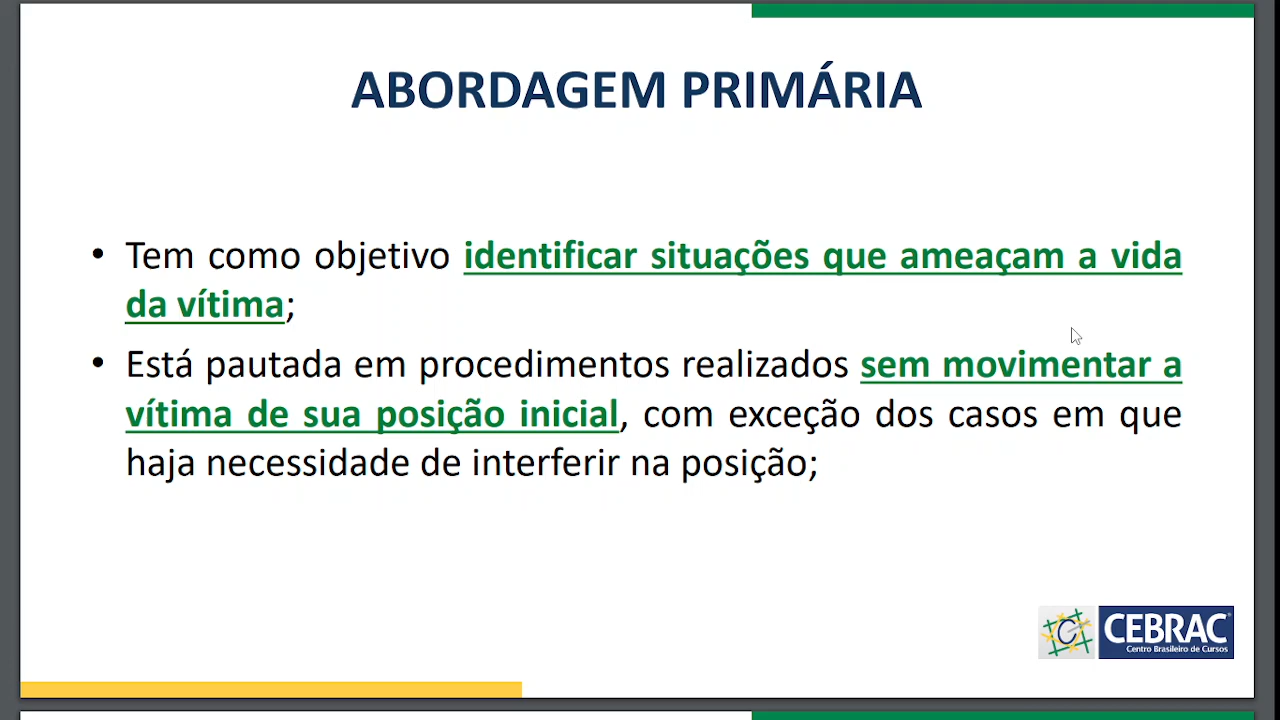 ABORDAGEM PRIMÁRIA
• Tem como objetivo identificar situações que ameaçam a vida
da vítima;
• Está pautada em procedimentos realizados sem movimentar a
vítima de sua posição inicial, com exceção dos casos em que
haja necessidade de interferir na posição;
C CEBRAC®
Centro Brasileiro de Cursos